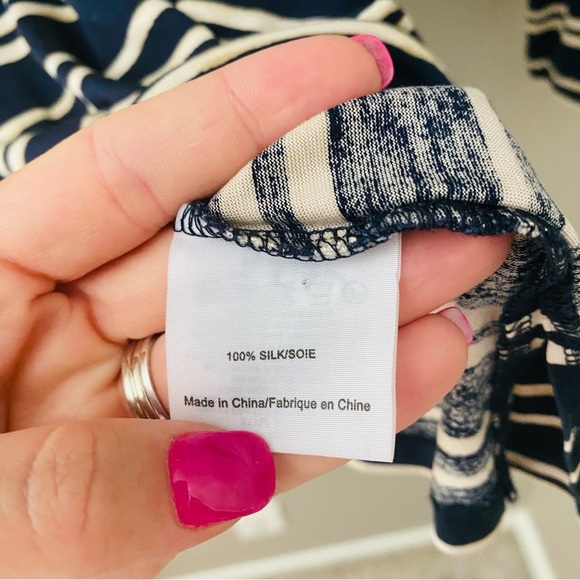 100% SILK/SOIE
Made in China/Fabrique en Chine